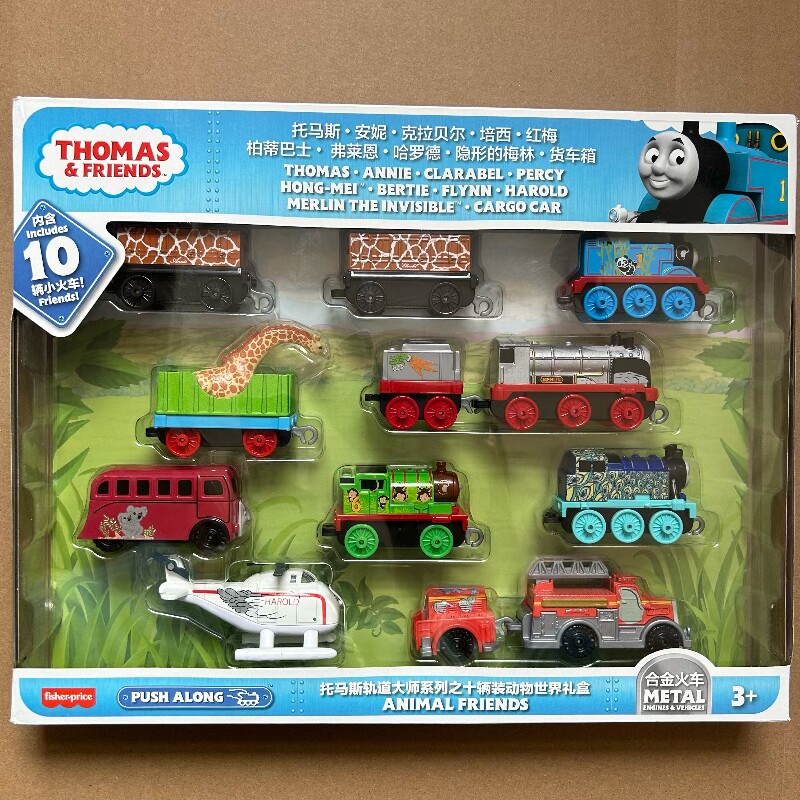 THOMAS
& FRIENDS™
托马斯·安妮·克拉贝尔·培西·红梅
柏蒂巴士·弗莱恩·哈罗德·隐形的梅林·货车箱
THOMAS · ANNIE · CLARABEL · PERCY
HONG-MEI™ · BERTIE · FLYNN · HAROLD
MERLIN THE INVISIBLE™ · CARGO CAR
1
内含
Includes
10
辆小火车!
Friends!
HAROLD
fisher-price
PUSH ALONG
托马斯轨道大师系列之十辆装动物世界礼盒
ANIMAL FRIENDS
合金火车
METAL
ENGINES & VEHICLES
3+